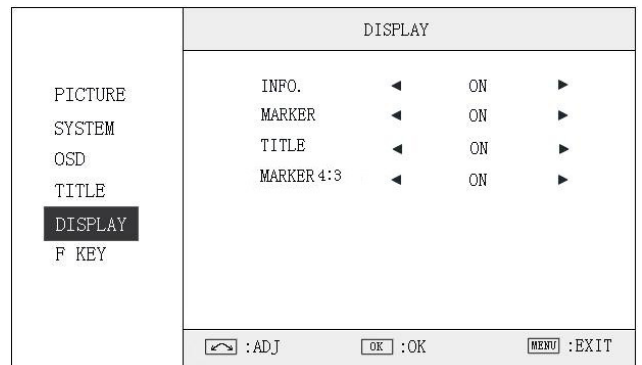 DISPLAY
PICTURE
SYSTEM
OSD
TITLE
DISPLAY
F KEY
INFO. ◄ ON ►
MARKER ◄ ON ►
TITLE ◄ ON ►
MARKER 4:3 ◄ ON ►
:ADJ OK :OK MENU :EXIT